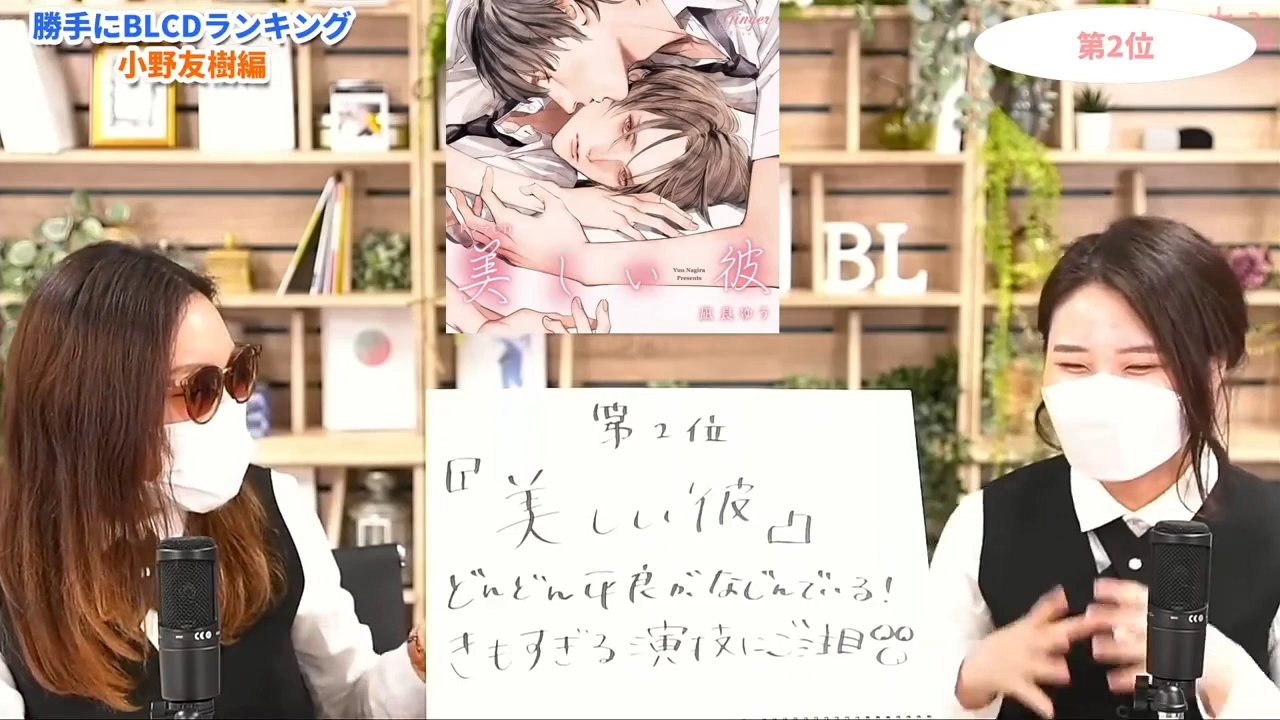 勝手にBLCDランキング
小野友樹編
第2位
Ginger
美しい彼
Yuu Nagira
Presents
凪良ゆう
BL
第2位
『美しい彼』
どんどん平良がなじんでいる!
きもすぎる演技にご注目